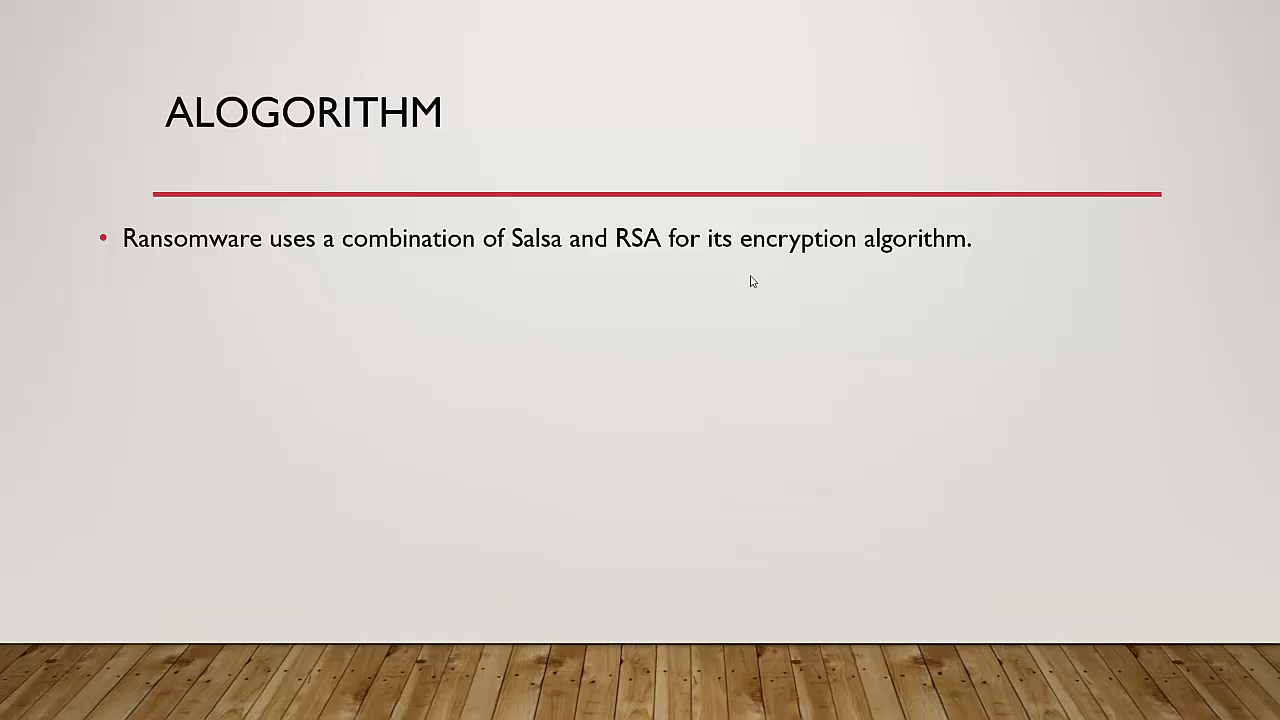 ALOGORITHM
• Ransomware uses a combination of Salsa and RSA for its encryption algorithm.